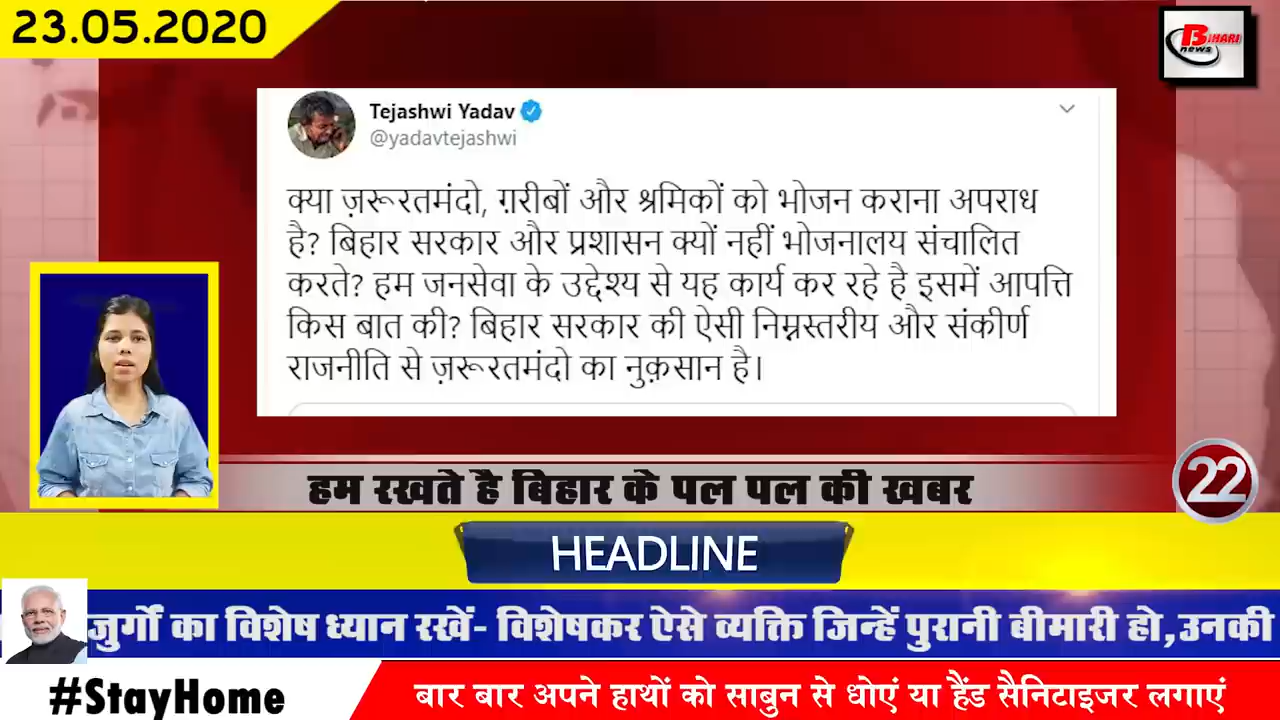 23.05.2020
BIHARI
news
Tejashwi Yadav
@yadavtejashwi
क्या ज़रूरतमंदो, ग़रीबों और श्रमिकों को भोजन कराना अपराध
है? बिहार सरकार और प्रशासन क्यों नहीं भोजनालय संचालित
करते? हम जनसेवा के उद्देश्य से यह कार्य कर रहे है इसमें आपत्ति
किस बात की? बिहार सरकार की ऐसी निम्नस्तरीय और संकीर्ण
राजनीति से ज़रूरतमंदो का नुक़सान है।
हम रखते है बिहार के पल पल की खबर
22
HEADLINE
जुर्गों का विशेष ध्यान रखें- विशेषकर ऐसे व्यक्ति जिन्हें पुरानी बीमारी हो,उनकी
#StayHome
बार बार अपने हाथों को साबुन से धोएं या हैंड सैनिटाइजर लगाएं